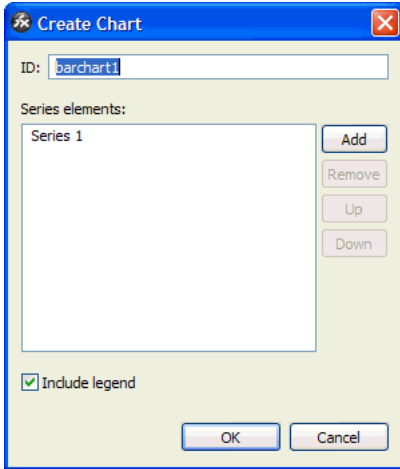 Create Chart
ID: barchart1
Series elements:
Series 1
Add
Remove
Up
Down
Include legend
OK
Cancel